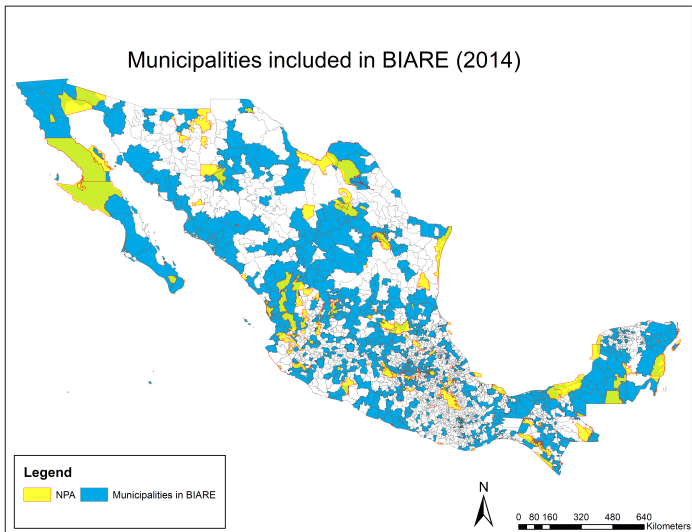 Municipalities included in BIARE (2014)
Legend
NPA
Municipalities in BIARE
N
0 80 160 320 480 640
Kilometers